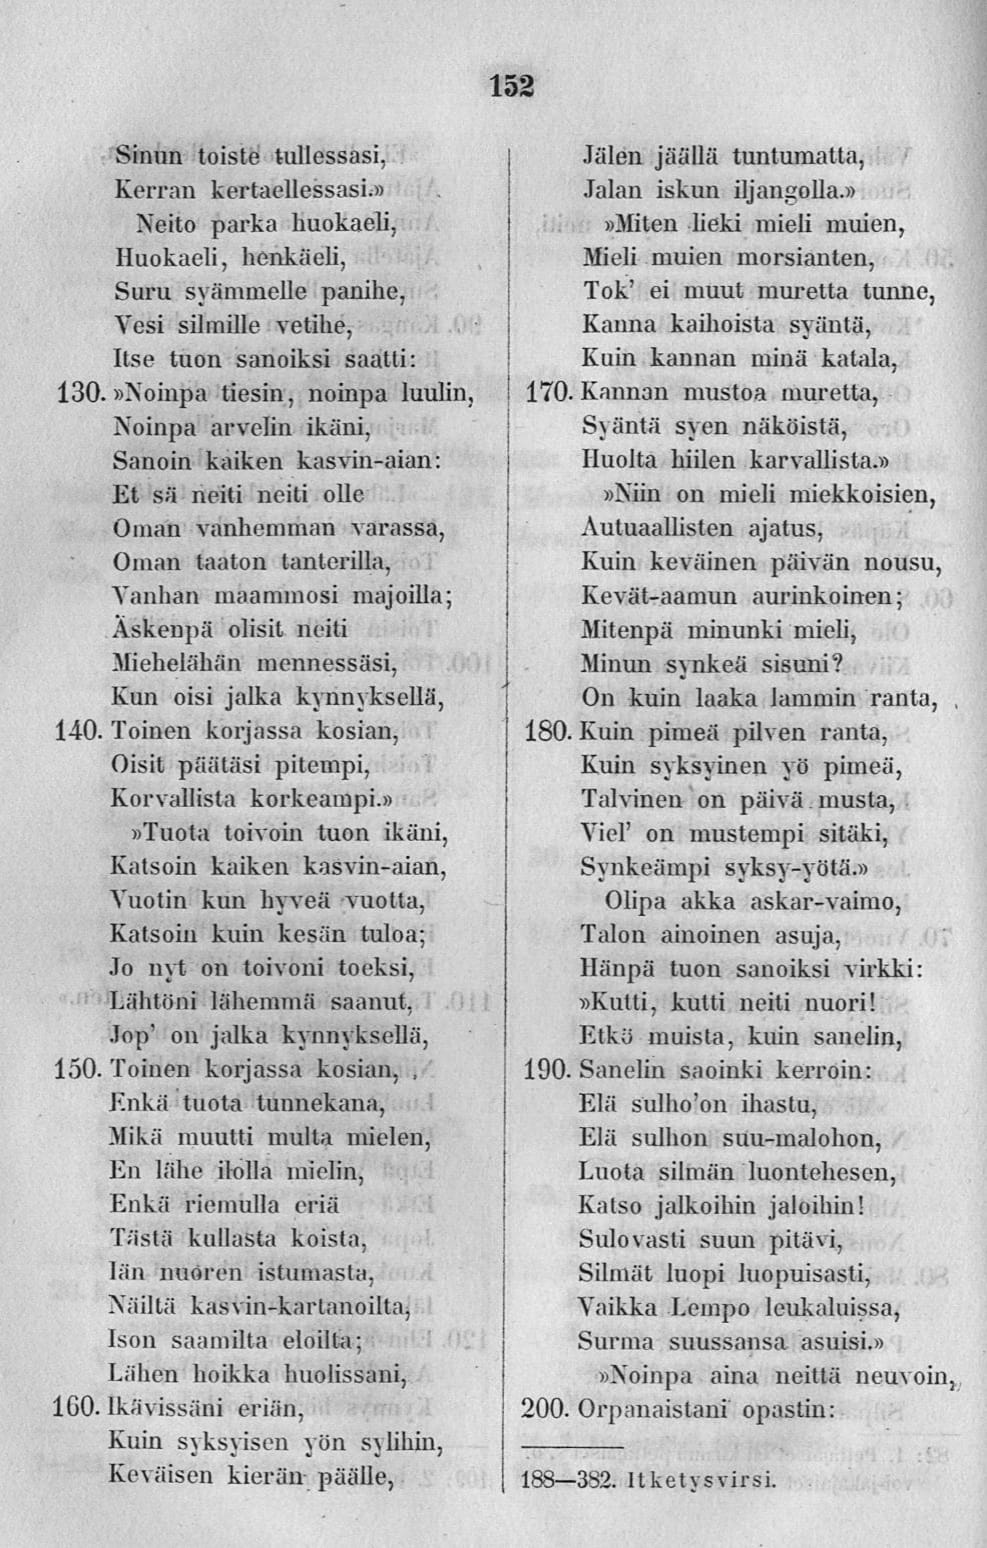 152
Sinun toiste tullessasi,
Kerran kertaellessasi.»
Neito parka huokaeli,
Huokaeli, henkäeli,
Suru syämmelle panihe,
Vesi silmille vetihe,
Itse tuon sanoiksi saatti:
130. »Noinpa tiesin, noinpa luulin,
Noinpa arvelin ikäni,
Sanoin kaiken kasvin-aian:
Et sä neiti neiti olle
Oman vanhemman varassa,
Oman taaton tanterilla,
Vanhan maammosi majoilla;
Äskenpä olisit neiti
Miehelähän mennessäsi,
Kun oisi jalka kynnyksellä,
140. Toinen korjassa kosian,
Oisit päätäsi pitempi,
Korvallista korkeampi.»
»Tuota toivoin tuon ikäni,
Katsoin kaiken kasvin-aian,
Vuotin kun hyveä vuotta,
Katsoin kuin kesän tuloa;
Jo nyt on toivoni toeksi,
Lähtöni lähemmä saanut,
Jop' on jalka kynnyksellä,
150. Toinen korjassa kosian,
Enkä tuota tunnekana,
Mikä muutti multa mielen,
En lähe ilolla mielin,
Enkä riemulla eriä
Tästä kullasta koista,
Iän nuoren istumasta,
Näiltä kasvin-kartanoilta,
Ison saamilta eloilta;
Lähen hoikka huolissani,
160. Ikävissäni eriän,
Kuin syksyisen yön sylihin,
Keväisen kierän päälle,
Jälen jäällä tuntumatta,
Jalan iskun iljangolla.»
»Miten lieki mieli muien,
Mieli muien morsianten,
Tok' ei muut muretta tunne,
Kanna kaihoista syäntä,
Kuin kannan minä katala,
170. Kannan mustoa muretta,
Syäntä syen näköistä,
Huolta hiilen karvallista.»
»Niin on mieli miekkoisien,
Autuaallisten ajatus,
Kuin keväinen päivän nousu,
Kevät-aamun aurinkoinen;
Mitenpä minunki mieli,
Minun synkeä sisuni?
On kuin laaka lammin ranta,
180. Kuin pimeä pilven ranta,
Kuin syksyinen yö pimeä,
Talvinen on päivä musta,
Viel' on mustempi sitäki,
Synkeämpi syksy-yötä.»
Olipa akka askar-vaimo,
Talon ainoinen asuja,
Hänpä tuon sanoiksi virkki:
»Kutti, kutti neiti nuori!
Etkö muista, kuin sanelin,
190. Sanelin saoinki kerroin:
Elä sulho'on ihastu,
Elä sulhon suu-malohon,
Luota silmän luontehesen,
Katso jalkoihin jaloihin!
Sulovasti suun pitävi,
Silmät luopi luopuisasti,
Vaikka Lempo leukaluissa,
Surma suussansa asuisi.»
»Noinpa aina neittä neuvoin,
200. Orpanaistani opastin:
188—382. Itketysvirsi.